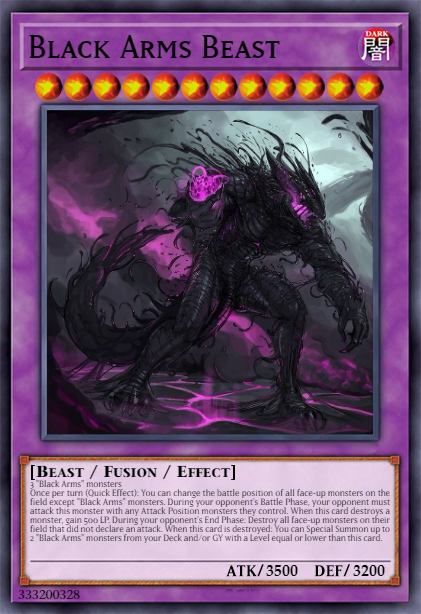 Black Arms Beast
DARK
闇
[Beast / Fusion / Effect]
3 "Black Arms" monsters
Once per turn (Quick Effect): You can change the battle position of all face-up monsters on the
field except "Black Arms" monsters. During your opponent's Battle Phase, your opponent must
attack this monster with any Attack Position monsters they control. When this card destroys a
monster, gain 500 LP. During your opponent's End Phase: Destroy all face-up monsters on their
field that did not declare an attack. When this card is destroyed: You can Special Summon up to
2 "Black Arms" monsters from your Deck and/or GY with a Level equal or lower than this card.
ATK/3500 DEF/3200
333200328